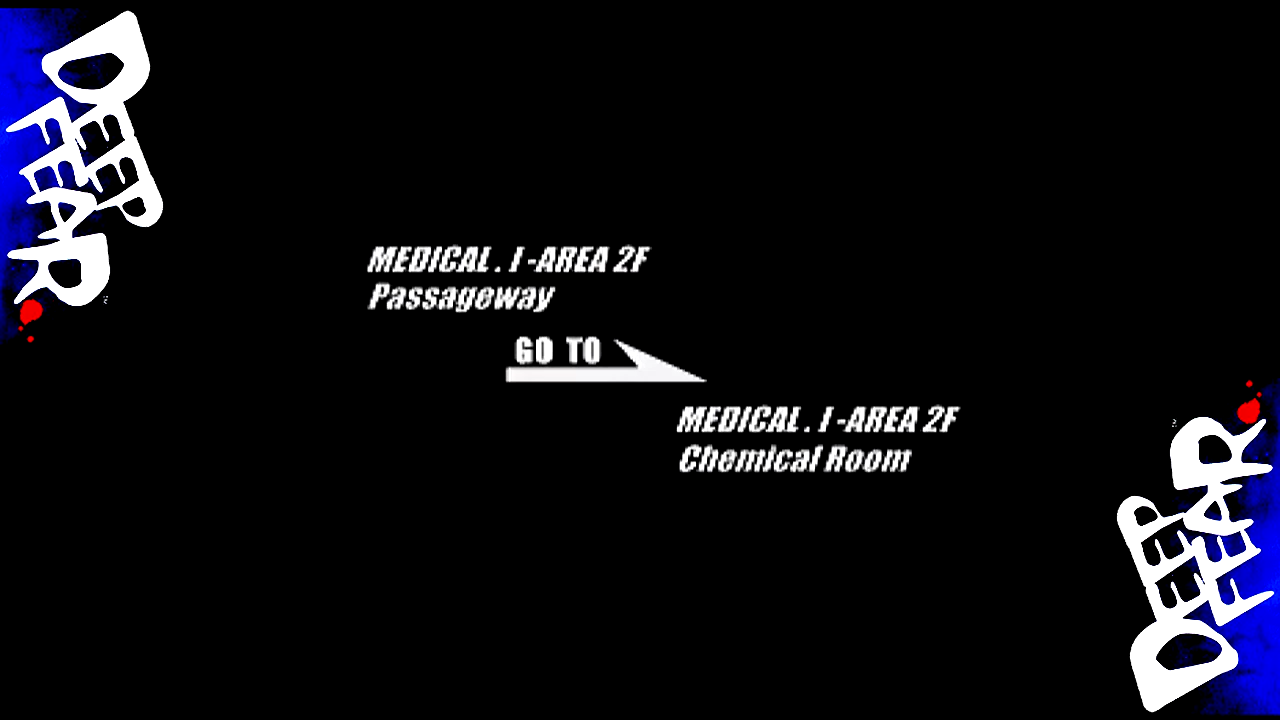 DEEP
FEAR
MEDICAL . I -AREA 2F
Passageway
GO TO
MEDICAL . I -AREA 2F
Chemical Room
DEEP
FEAR